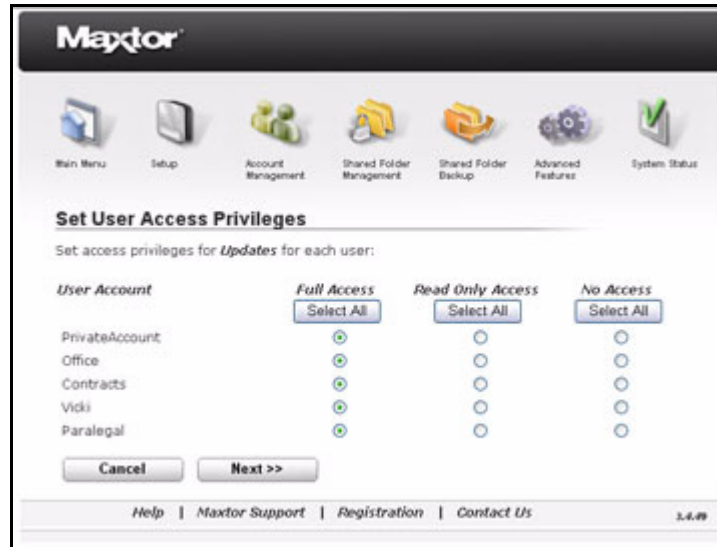 Maxtor
Main Menu
Setup
Account Management
Shared Folder Management
Shared Folder Backup
Advanced Features
System Status
Set User Access Privileges
Set access privileges for Updates for each user:
User Account Full Access Read Only Access No Access
Select All Select All Select All
PrivateAccount
Office
Contracts
Vicki
Paralegal
Cancel Next >>
Help | Maxtor Support | Registration | Contact Us